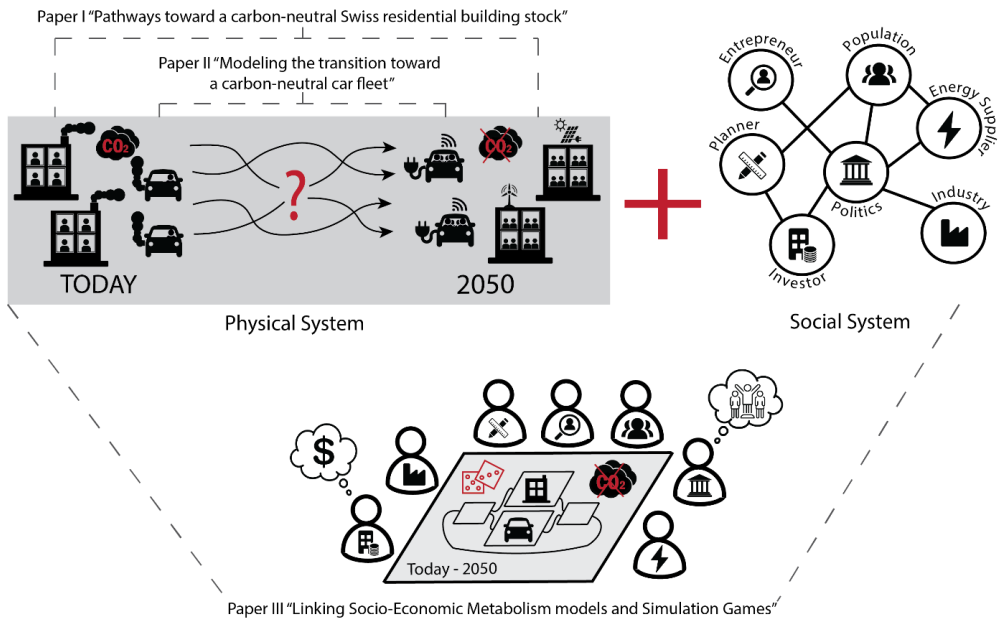 Paper I “Pathways toward a carbon-neutral Swiss residential building stock”
Paper II “Modeling the transition toward
a carbon-neutral car fleet”
CO₂
?
CO₂
TODAY
2050
Physical System
Entrepreneur
Population
Energy Supplier
Planner
Politics
Industry
Investor
Social System
$
CO₂
Today - 2050
Paper III “Linking Socio-Economic Metabolism models and Simulation Games”